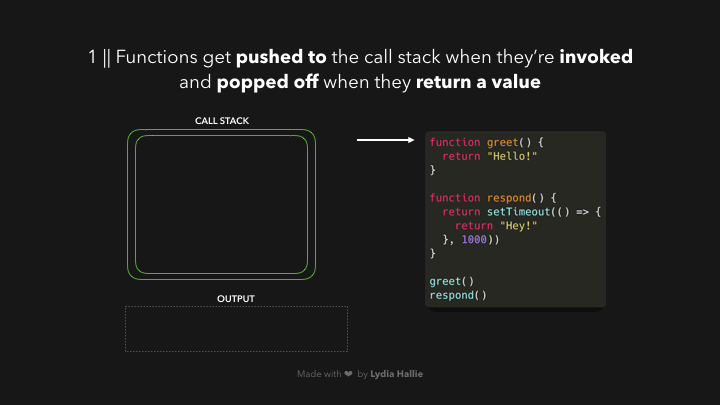 1 || Functions get pushed to the call stack when they're invoked
and popped off when they return a value
CALL STACK
function greet() {
  return "Hello!"
}
function respond() {
  return setTimeout(() => {
    return "Hey!"
  }, 1000))
}
greet()
respond()
OUTPUT
Made with ❤ by Lydia Hallie